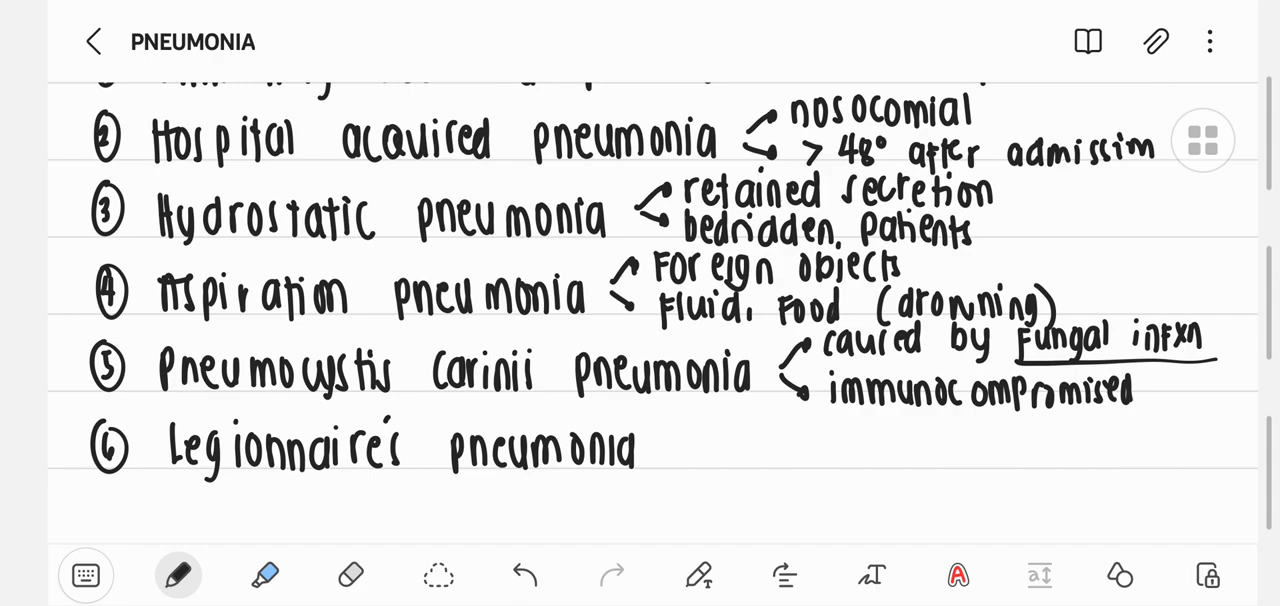 PNEUMONIA
② Hospital acquired pneumonia
nosocomial
> 48° after admission
③ Hydrostatic pneumonia
retained secretion
bedridden patients
④ Aspiration pneumonia
Foreign objects
Fluid, Food (drowning)
⑤ Pneumocystis carinii pneumonia
caused by Fungal infxn
immunocompromised
⑥ Legionnaire's pneumonia